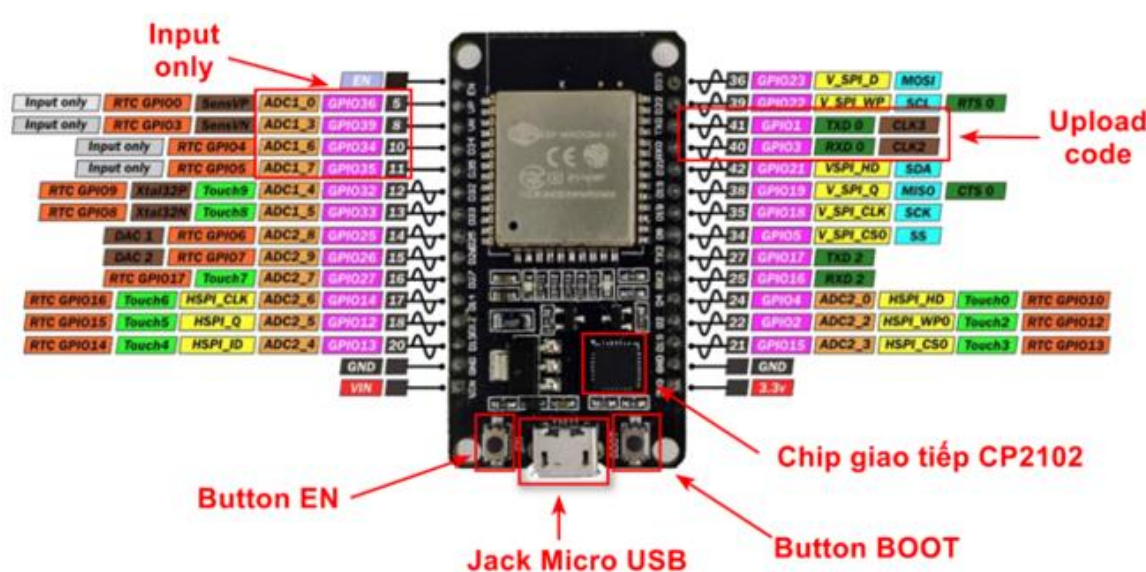 Input
only
EN
Input only RTC GPIO0 SensVP ADC1_0 GPIO36 5
Input only RTC GPIO3 SensVN ADC1_3 GPIO39 8
Input only RTC GPIO4 ADC1_6 GPIO34 10
Input only RTC GPIO5 ADC1_7 GPIO35 11
RTC GPIO9 Xtal32P Touch9 ADC1_4 GPIO32 12
RTC GPIO8 Xtal32N Touch8 ADC1_5 GPIO33 13
DAC 1 RTC GPIO6 ADC2_8 GPIO25 14
DAC 2 RTC GPIO7 ADC2_9 GPIO26 15
RTC GPIO17 Touch7 ADC2_7 GPIO27 16
RTC GPIO16 Touch6 HSPI_CLK ADC2_6 GPIO14 17
RTC GPIO15 Touch5 HSPI_Q ADC2_5 GPIO12 18
RTC GPIO14 Touch4 HSPI_ID ADC2_4 GPIO13 20
GND
VIN
36 GPIO23 V_SPI_D MOSI
39 GPIO22 V_SPI_WP SCL RTS 0
41 GPIO1 TXD 0 CLK3
40 GPIO3 RXD 0 CLK2
42 GPIO21 VSPI_HD SDA
38 GPIO19 V_SPI_Q MISO CTS 0
35 GPIO18 V_SPI_CLK SCK
34 GPIO5 V_SPI_CS0 SS
27 GPIO17 TXD 2
25 GPIO16 RXD 2
24 GPIO4 ADC2_0 HSPI_HD Touch0 RTC GPIO10
22 GPIO2 ADC2_2 HSPI_WP0 Touch2 RTC GPIO12
21 GPIO15 ADC2_3 HSPI_CS0 Touch3 RTC GPIO13
GND
3.3v
Upload
code
Chip giao tiếp CP2102
Button EN
Jack Micro USB
Button BOOT